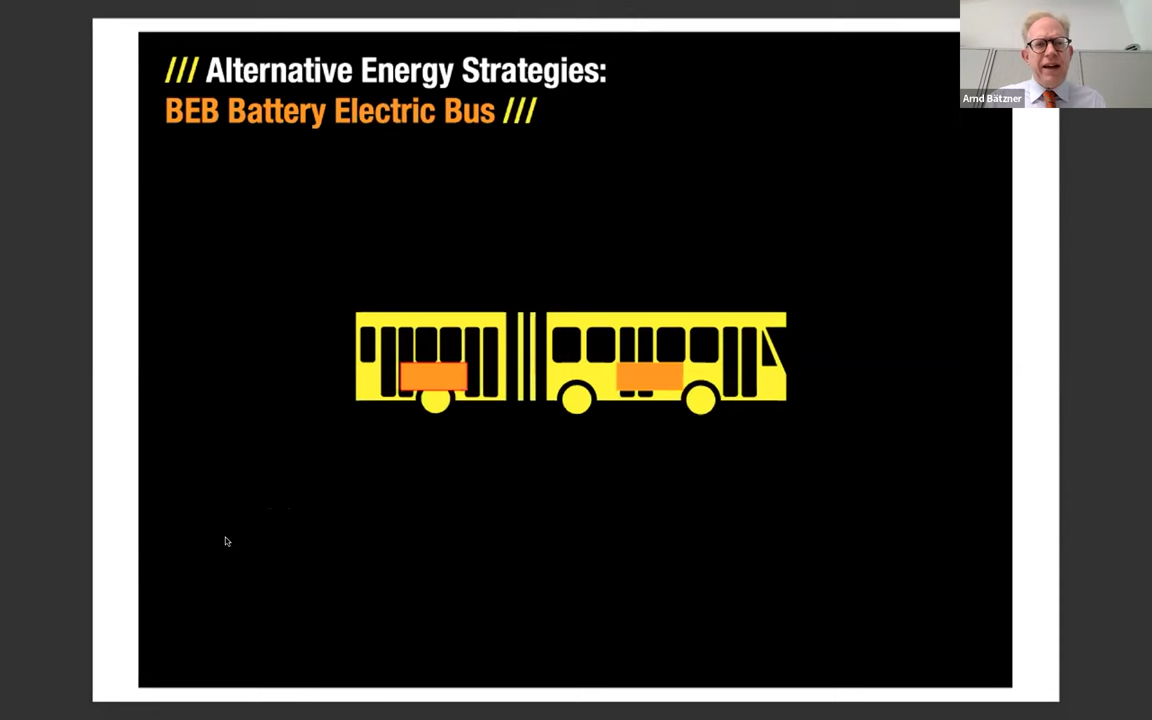 /// Alternative Energy Strategies:
BEB Battery Electric Bus ///
Arnd Bätzner